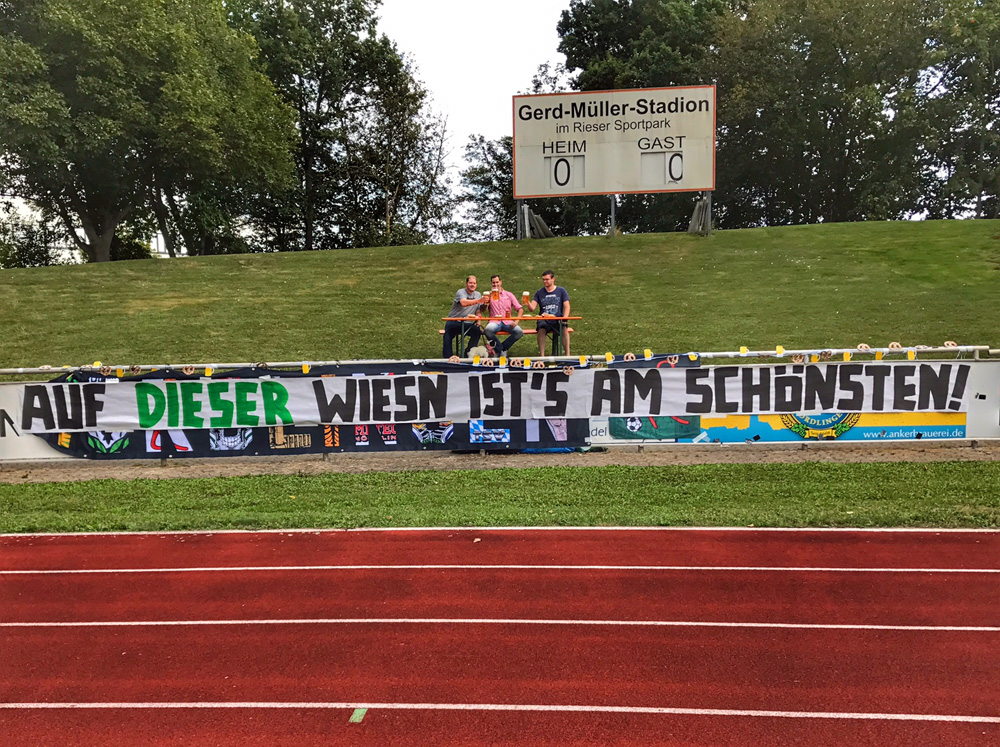 Gerd-Müller-Stadion
im Rieser Sportpark
HEIM GAST
0 0
AUF DIESER WIESN IST'S AM SCHÖNSTEN!
www.ankerbrauerei.de